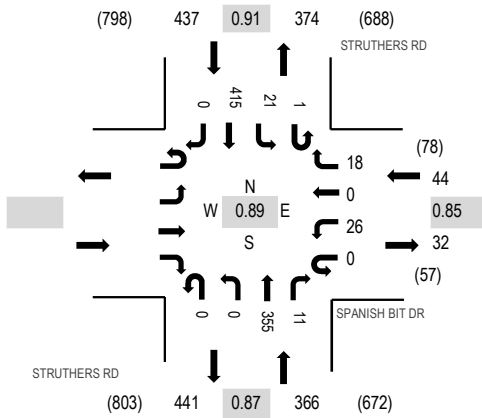 (798) 437 0.91 374 (688)
STRUTHERS RD
0 415 21 1
(78)
18
44
0
N
W 0.89 E
0.85
S
26
32
0
(57)
0 0 355 11
SPANISH BIT DR
STRUTHERS RD
(803) 441 0.87 366 (672)